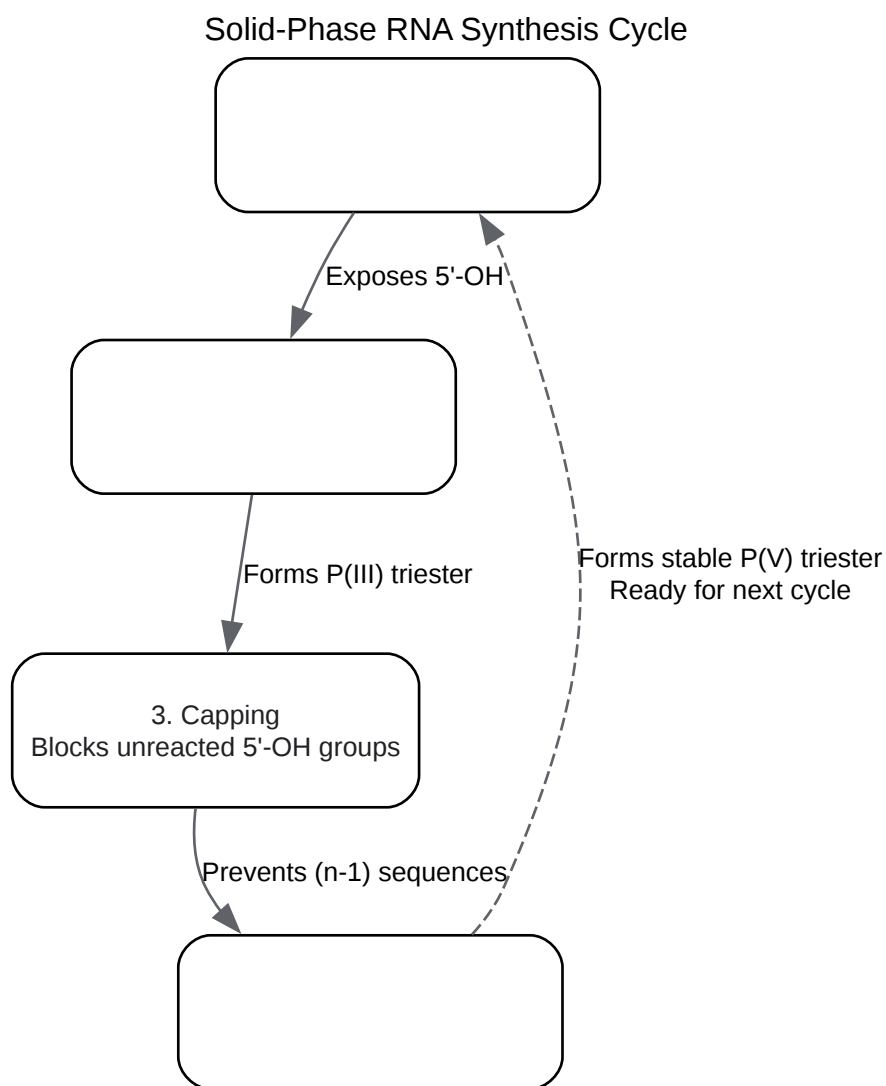 Solid-Phase RNA Synthesis Cycle
Exposes 5'-OH
Forms P(III) triester
Forms stable P(V) triester
Ready for next cycle
3. Capping
Blocks unreacted 5'-OH groups
Prevents (n-1) sequences